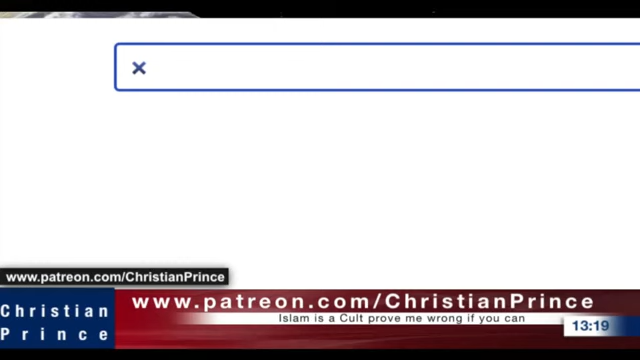 www.patreon.com/ChristianPrince
Christian
Prince
www.patreon.com/ChristianPrince
Islam is a Cult prove me wrong if you can
13:19